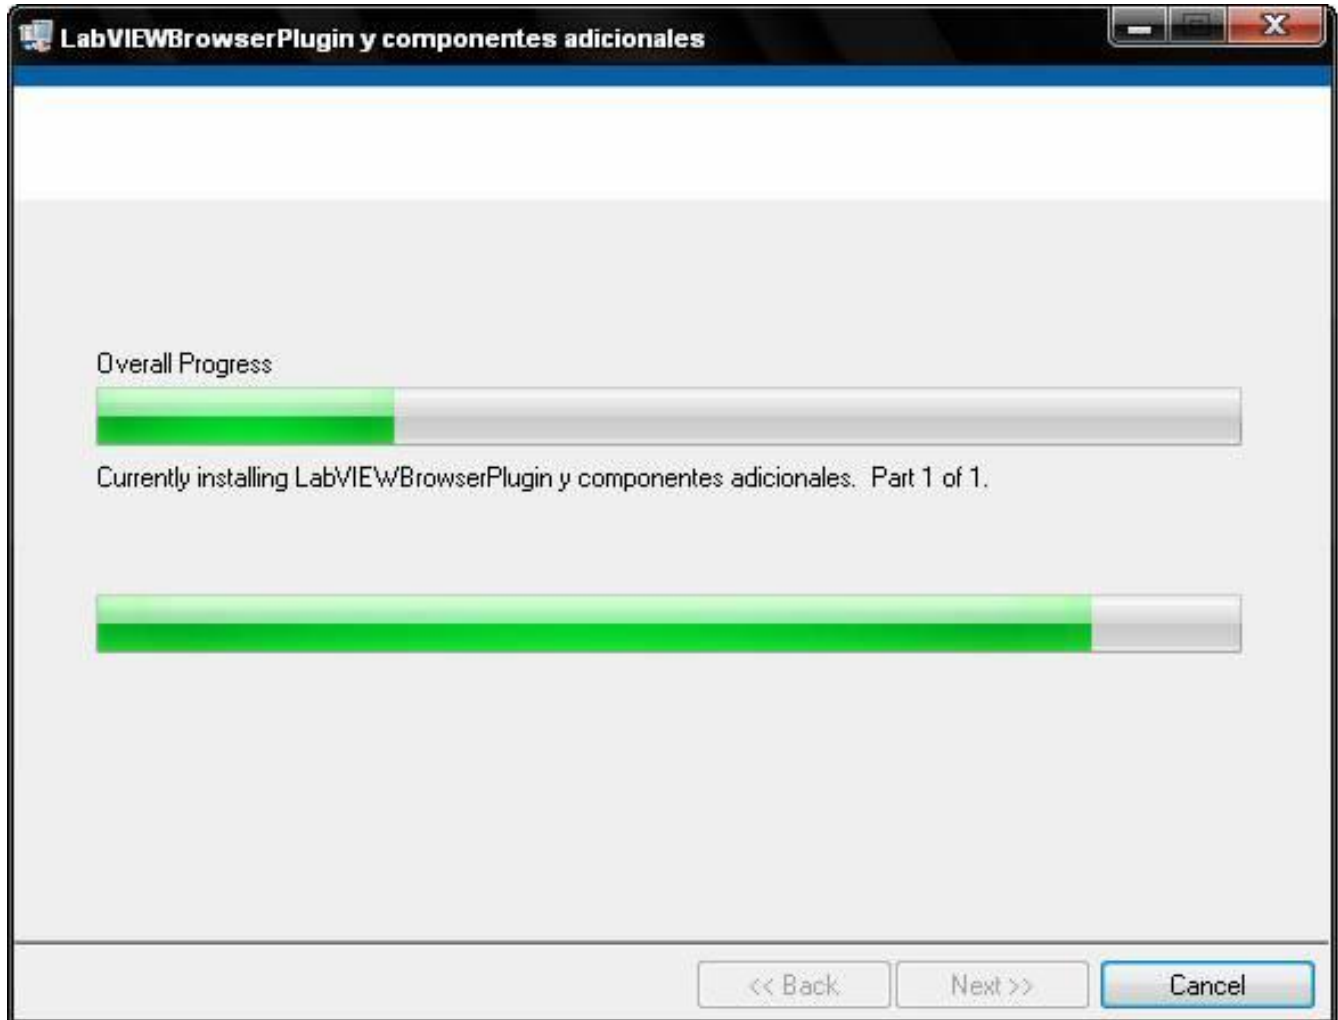 LabVIEWBrowserPlugin y componentes adicionales
Overall Progress
Currently installing LabVIEWBrowserPlugin y componentes adicionales.  Part 1 of 1.
<< Back Next >> Cancel